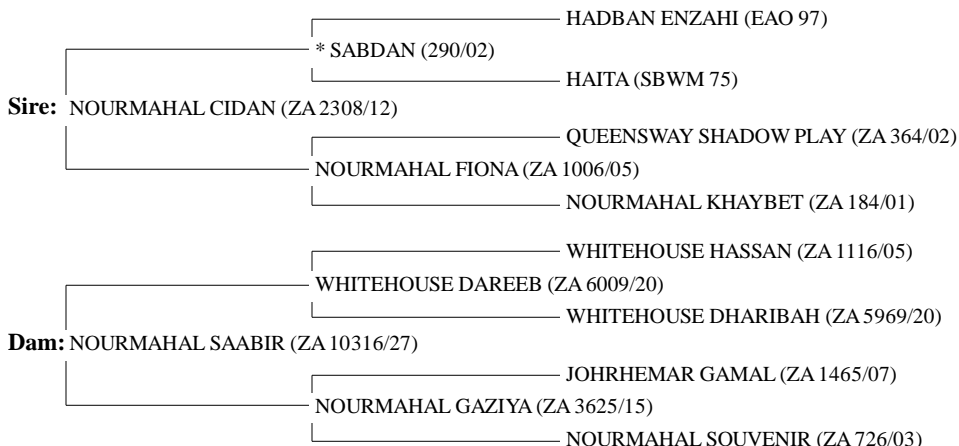 HADBAN ENZAHI (EAO 97)
* SABDAN (290/02)
HAITA (SBWM 75)
Sire: NOURMAHAL CIDAN (ZA 2308/12)
QUEENSWAY SHADOW PLAY (ZA 364/02)
NOURMAHAL FIONA (ZA 1006/05)
NOURMAHAL KHAYBET (ZA 184/01)
WHITEHOUSE HASSAN (ZA 1116/05)
WHITEHOUSE DAREEB (ZA 6009/20)
WHITEHOUSE DHARIBAH (ZA 5969/20)
Dam: NOURMAHAL SAABIR (ZA 10316/27)
JOHRHEMAR GAMAL (ZA 1465/07)
NOURMAHAL GAZIYA (ZA 3625/15)
NOURMAHAL SOUVENIR (ZA 726/03)